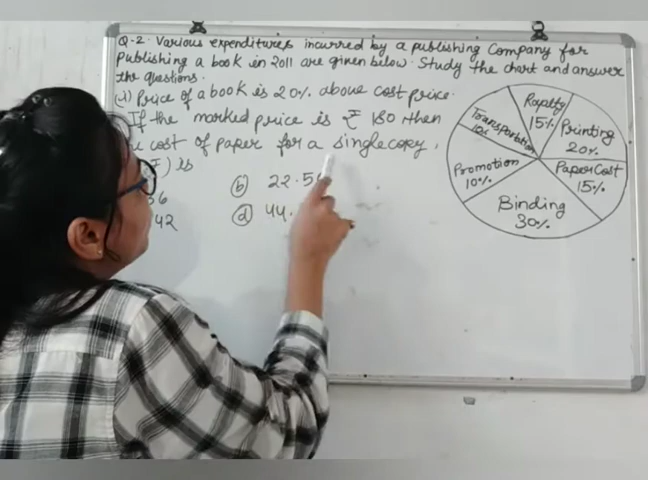 Q-2. Various expenditures incurred by a publishing Company for
Publishing a book in 2011 are given below. Study the chart and answer
the questions.
(i) Price of a book is 20% above cost price.
If the marked price is ₹ 180 then
cost of paper for a single copy,
) is
(b) 22.5
42
(d) 44.
Royalty
15%
Printing
20%
Paper Cost
15%
Binding
30%
Promotion
10%
Transportation
10%